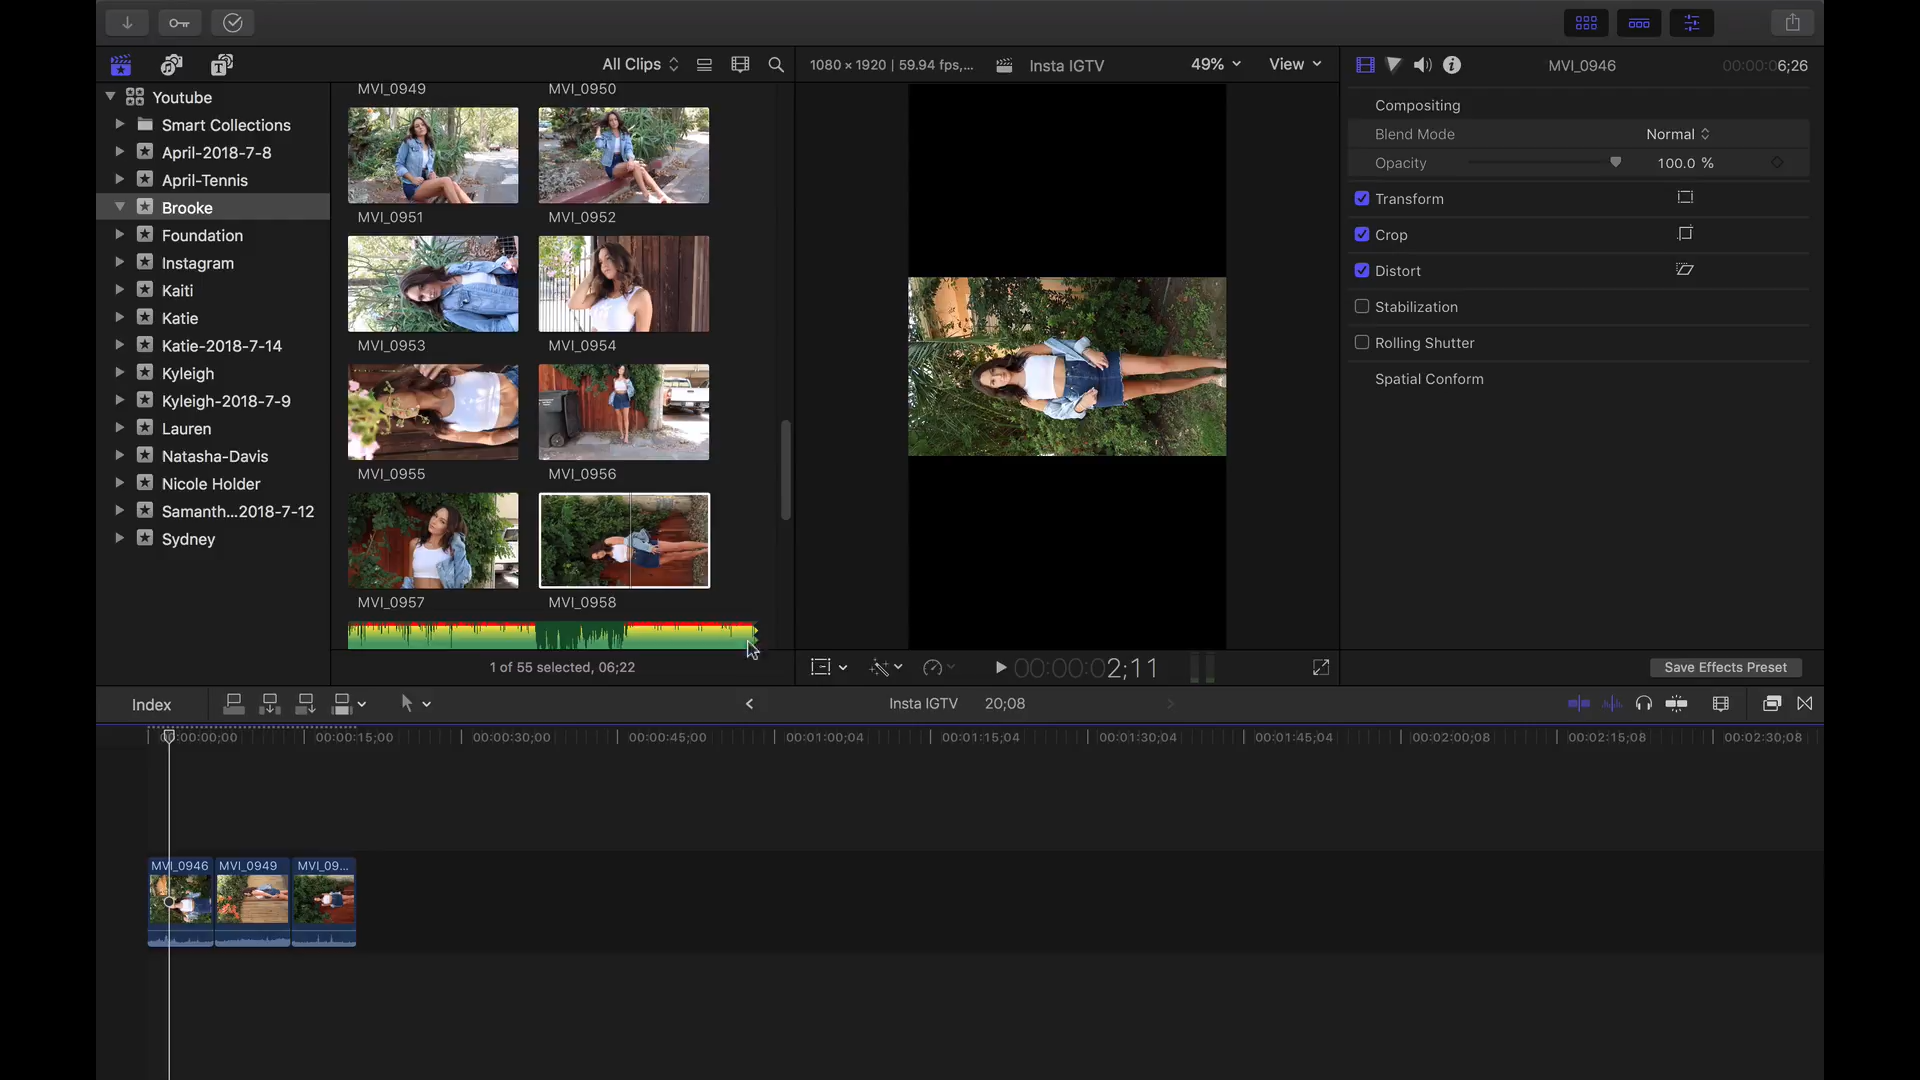 All Clips
1080 × 1920 | 59.94 fps,...
Insta IGTV
49%
View
MVI_0946
00:00:06;26
Youtube
Smart Collections
April-2018-7-8
April-Tennis
Brooke
Foundation
Instagram
Kaiti
Katie
Katie-2018-7-14
Kyleigh
Kyleigh-2018-7-9
Lauren
Natasha-Davis
Nicole Holder
Samanth...2018-7-12
Sydney
MVI_0949
MVI_0950
MVI_0951
MVI_0952
MVI_0953
MVI_0954
MVI_0955
MVI_0956
MVI_0957
MVI_0958
1 of 55 selected, 06;22
Compositing
Blend Mode
Normal
Opacity
100.0 %
Transform
Crop
Distort
Stabilization
Rolling Shutter
Spatial Conform
00:00:02;11
Save Effects Preset
Index
Insta IGTV
20;08
00:00:00;00
00:00:15;00
00:00:30;00
00:00:45;00
00:01:00;04
00:01:15;04
00:01:30;04
00:01:45;04
00:02:00;08
00:02:15;08
00:02:30;08
MVI_0946
MVI_0949
MVI_09...